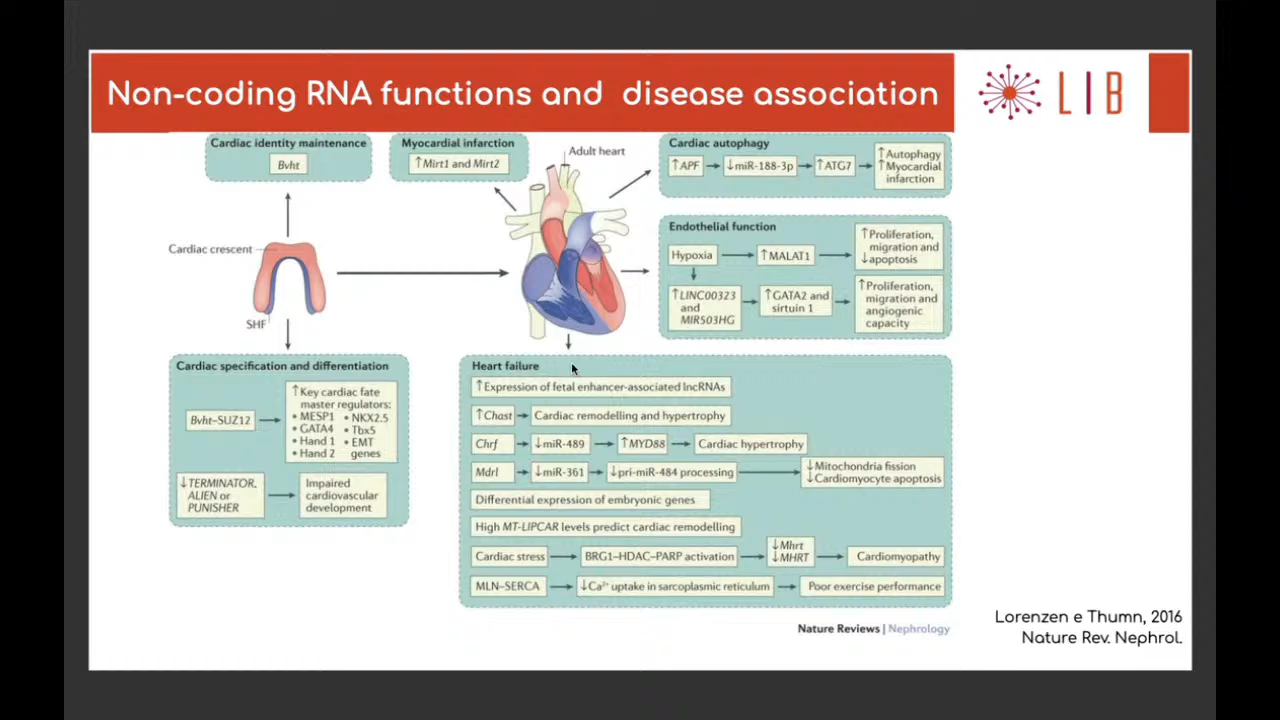 Non-coding RNA functions and disease association
LIB
Cardiac identity maintenance
Bvht
Myocardial infarction
↑Mirt1 and Mirt2
Adult heart
Cardiac autophagy
↑APF
↓miR-188-3p
↑ATG7
↑Autophagy
↑Myocardial
infarction
Cardiac crescent
SHF
Endothelial function
Hypoxia
↑MALAT1
↑Proliferation,
migration and
↓apoptosis
↑LINC00323
and
MIR503HG
↑GATA2 and
sirtuin 1
↑Proliferation,
migration and
angiogenic
capacity
Cardiac specification and differentiation
Bvht–SUZ12
↑Key cardiac fate
master regulators:
• MESP1 • NKX2.5
• GATA4 • Tbx5
• Hand 1 • EMT
• Hand 2 genes
↓TERMINATOR,
ALIEN or
PUNISHER
Impaired
cardiovascular
development
Heart failure
↑Expression of fetal enhancer-associated lncRNAs
↑Chast
Cardiac remodelling and hypertrophy
Chrf
↓miR-489
↑MYD88
Cardiac hypertrophy
Mdrl
↓miR-361
↓pri-miR-484 processing
↓Mitochondria fission
↓Cardiomyocyte apoptosis
Differential expression of embryonic genes
High MT-LIPCAR levels predict cardiac remodelling
Cardiac stress
BRG1–HDAC–PARP activation
↓Mhrt
↓MHRT
Cardiomyopathy
MLN–SERCA
↓Ca²⁺ uptake in sarcoplasmic reticulum
Poor exercise performance
Nature Reviews | Nephrology
Lorenzen e Thumn, 2016
Nature Rev. Nephrol.